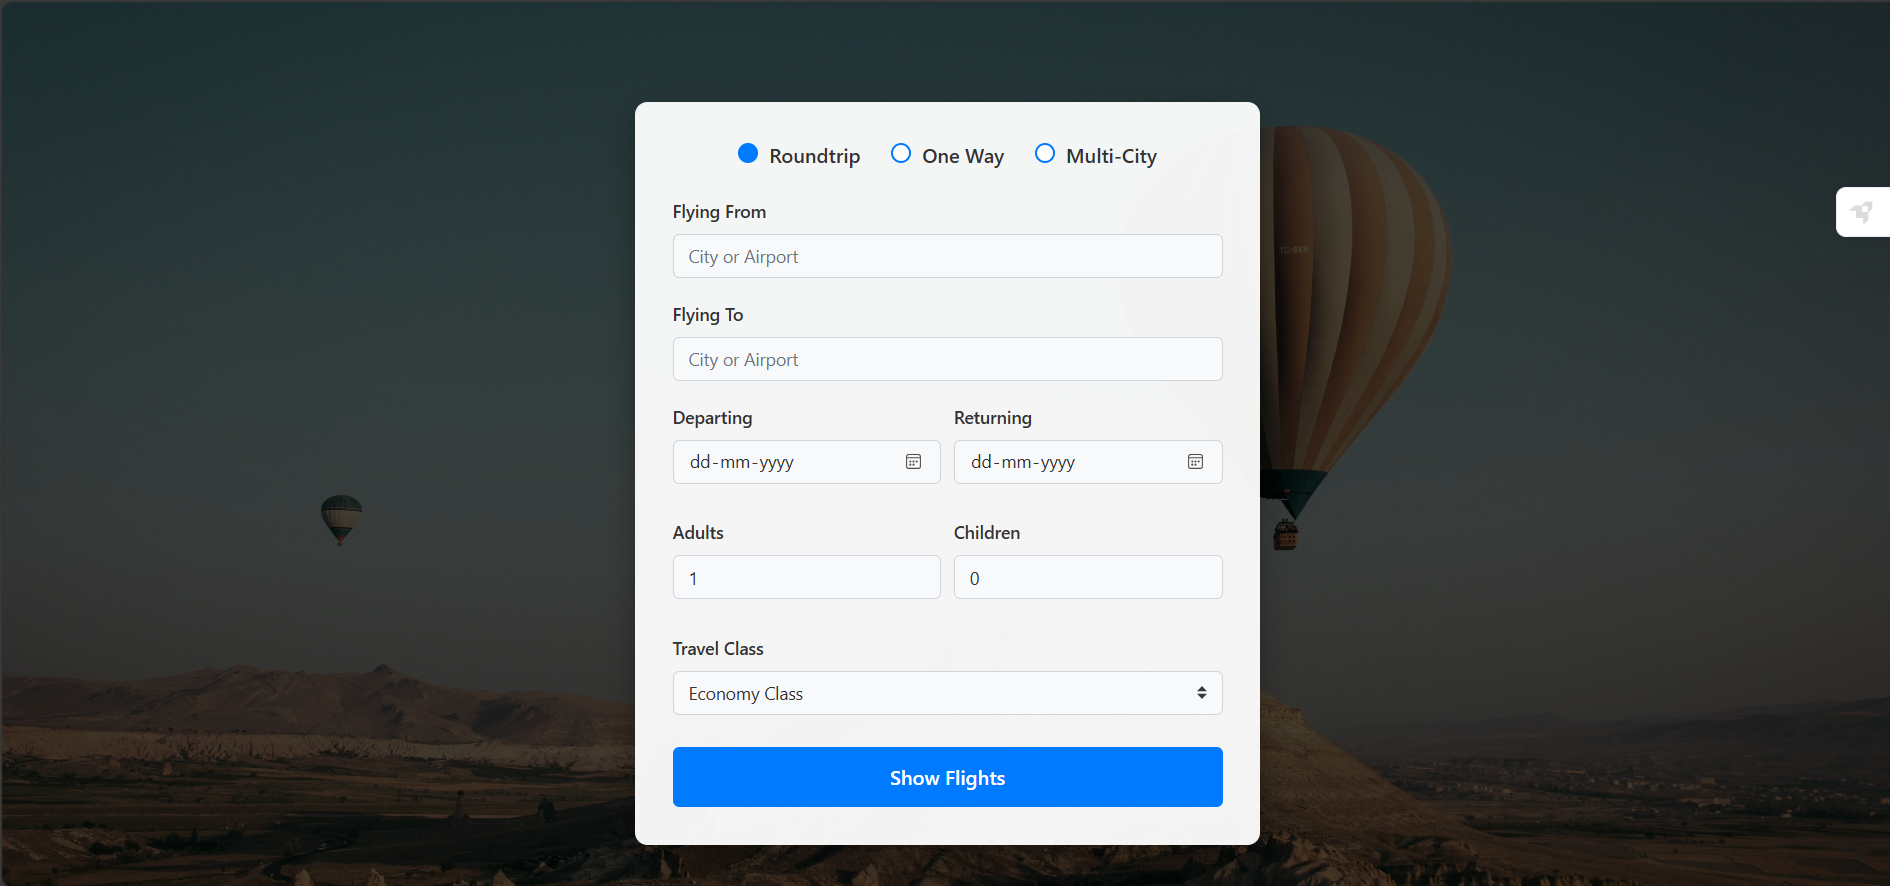 Roundtrip One Way Multi-City
Flying From
City or Airport
Flying To
City or Airport
Departing Returning
dd-mm-yyyy dd-mm-yyyy
Adults Children
1 0
Travel Class
Economy Class
Show Flights